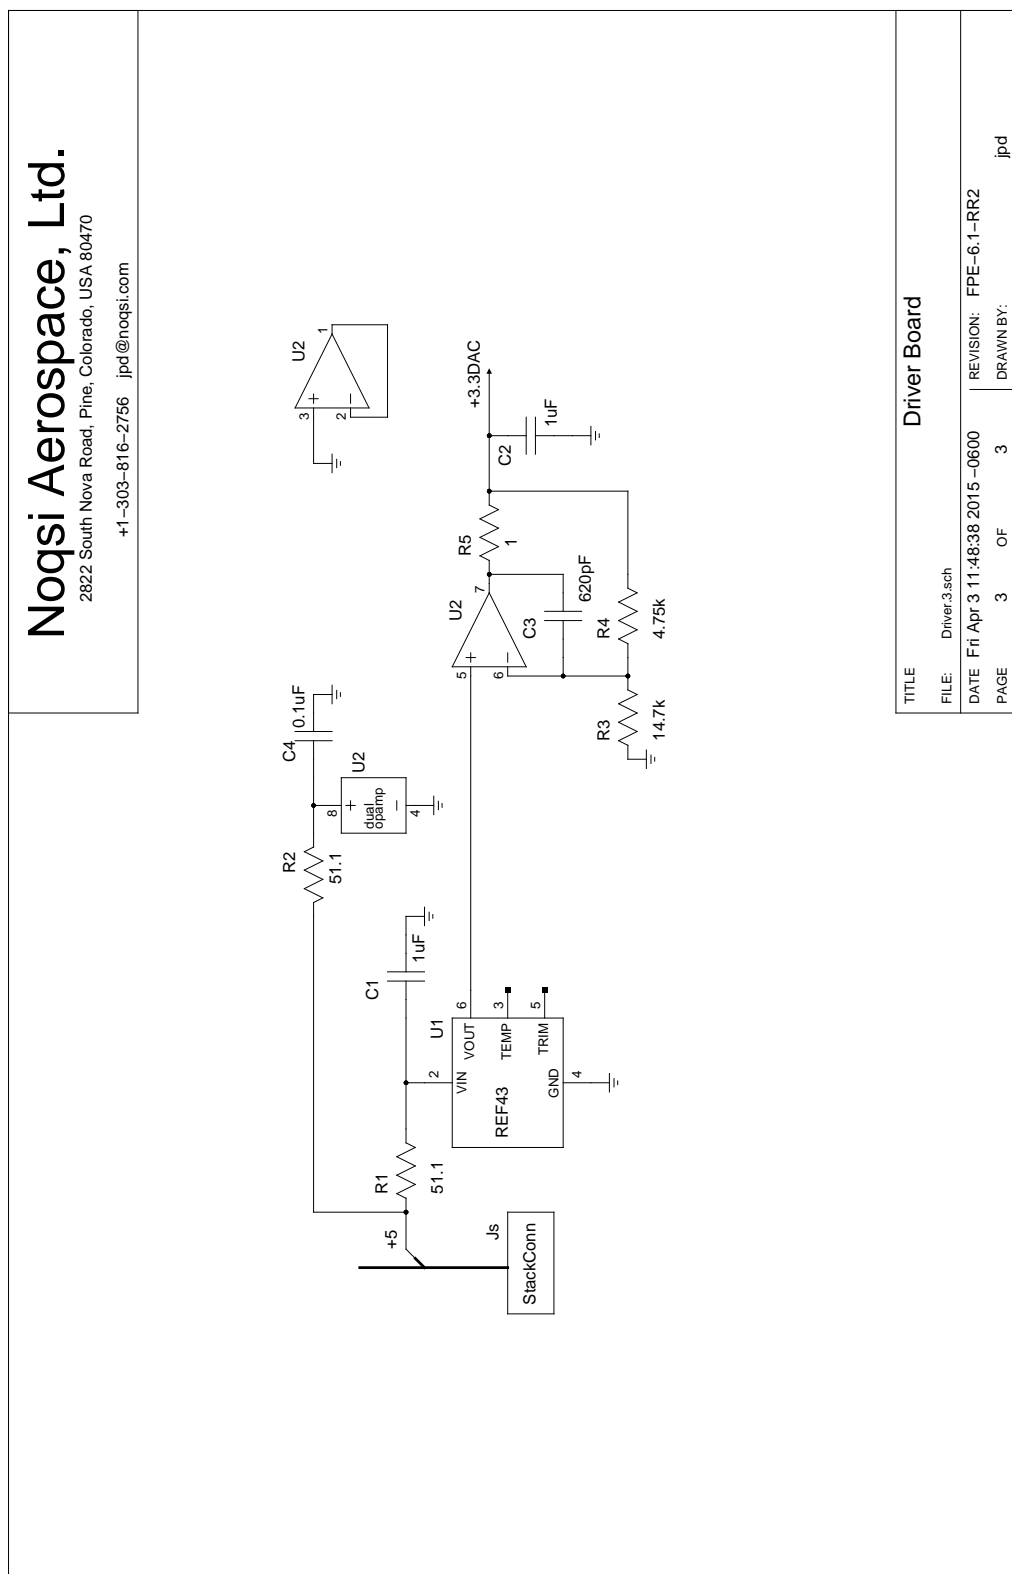 Noqsi Aerospace, Ltd.
2822 South Nova Road, Pine, Colorado, USA 80470
+1−303−816−2756 jpd@noqsi.com
U2
3
+
2
−
1
C4
0.1uF
R2
51.1
8
+
dual
opamp
−
4
U2
C1
1uF
R1
51.1
+5
Js
StackConn
U1
2
VIN
REF43
GND
4
VOUT
6
TEMP
3
TRIM
5
U2
5
+
6
−
7
R5
1
+3.3DAC
C2
1uF
C3
620pF
R4
4.75k
R3
14.7k
TITLE
Driver Board
FILE: Driver.3.sch
REVISION: FPE−6.1−RR2
DATE Fri Apr 3 11:48:38 2015 −0600
PAGE 3 OF 3
DRAWN BY: jpd